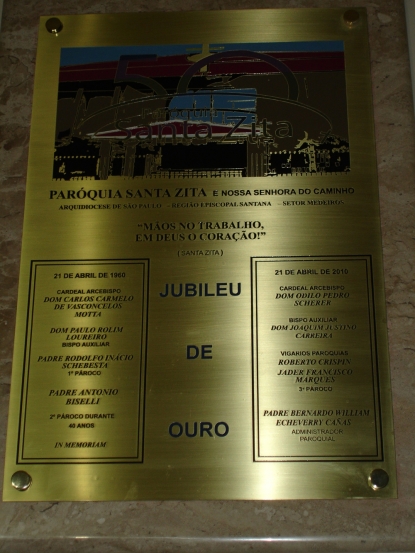 50
Santa Zita
PARÓQUIA SANTA ZITA E NOSSA SENHORA DO CAMINHO
ARQUIDIOCESE DE SÃO PAULO - REGIÃO EPISCOPAL SANTANA - SETOR MEDEIROS
"MÃOS NO TRABALHO,
EM DEUS O CORAÇÃO!"
(SANTA ZITA)
JUBILEU
DE
OURO
21 DE ABRIL DE 1960
CARDEAL ARCEBISPO
DOM CARLOS CARMELO
DE VASCONCELOS
MOTTA
DOM PAULO ROLIM
LOUREIRO
BISPO AUXILIAR
PADRE RODOLFO INÁCIO
SCHEBESTA
1º PÁROCO
PADRE ANTONIO
BISELLI
2º PÁROCO DURANTE
40 ANOS
IN MEMORIAM
21 DE ABRIL DE 2010
CARDEAL ARCEBISPO
DOM ODILO PEDRO
SCHERER
BISPO AUXILIAR
DOM JOAQUIM JUSTINO
CARREIRA
VIGARIOS PAROQUIAS
ROBERTO CRISPIN
JADER FRANCISCO
MARQUES
3º PÁROCO
PADRE BERNARDO WILLIAM
ECHEVERRY CAÑAS
ADMINISTRADOR
PAROQUIAL